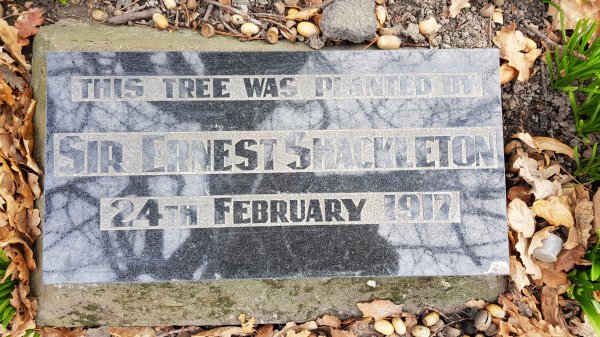 THIS TREE WAS PLANTED BY
SIR ERNEST SHACKLETON
24TH FEBRUARY 1917